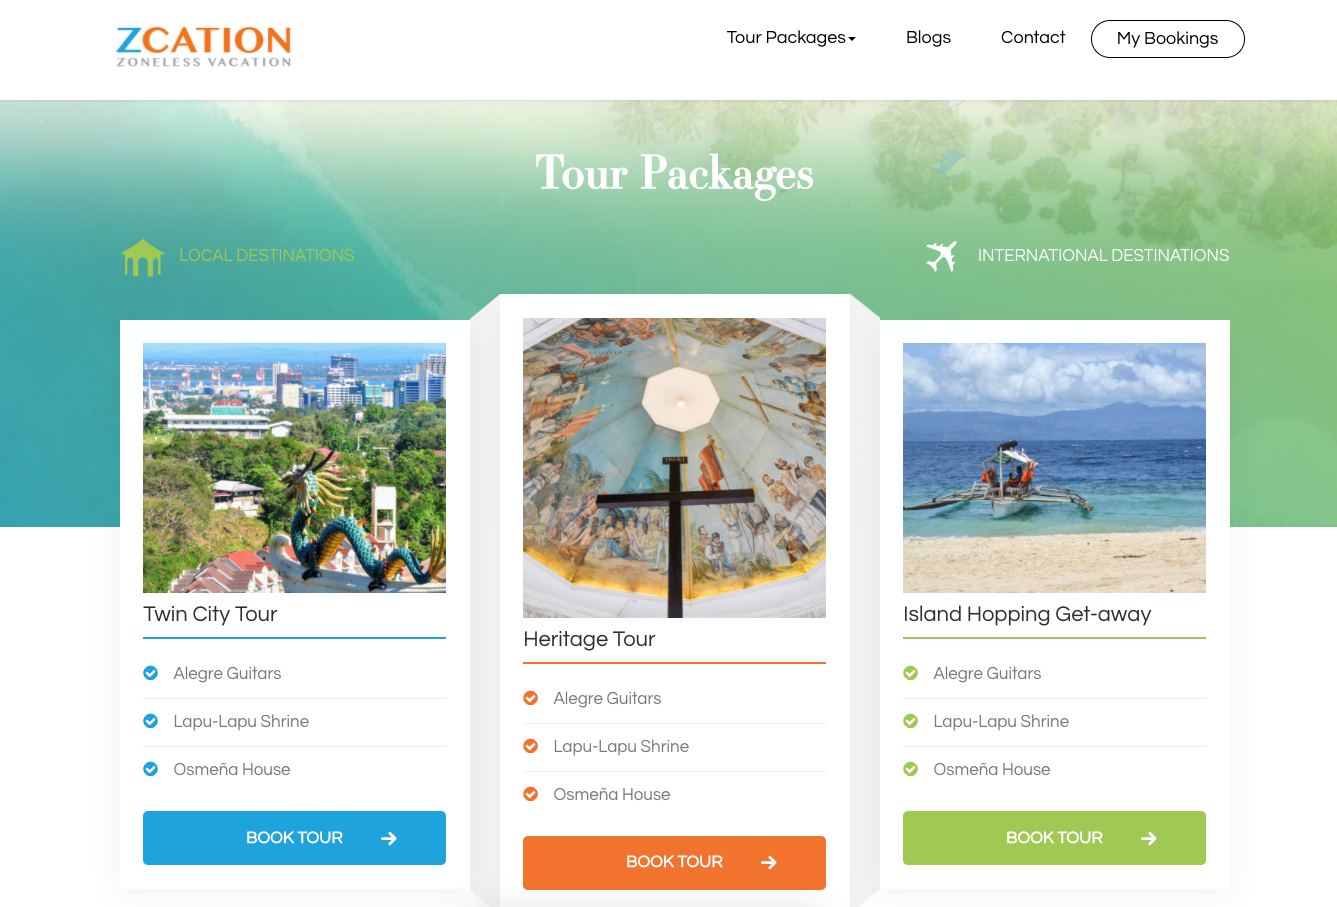 ZCATION
ZONELESS VACATION
Tour Packages
Blogs
Contact
My Bookings
Tour Packages
LOCAL DESTINATIONS
INTERNATIONAL DESTINATIONS
Twin City Tour
Alegre Guitars
Lapu-Lapu Shrine
Osmeña House
BOOK TOUR
INRI
Heritage Tour
Alegre Guitars
Lapu-Lapu Shrine
Osmeña House
BOOK TOUR
Island Hopping Get-away
Alegre Guitars
Lapu-Lapu Shrine
Osmeña House
BOOK TOUR